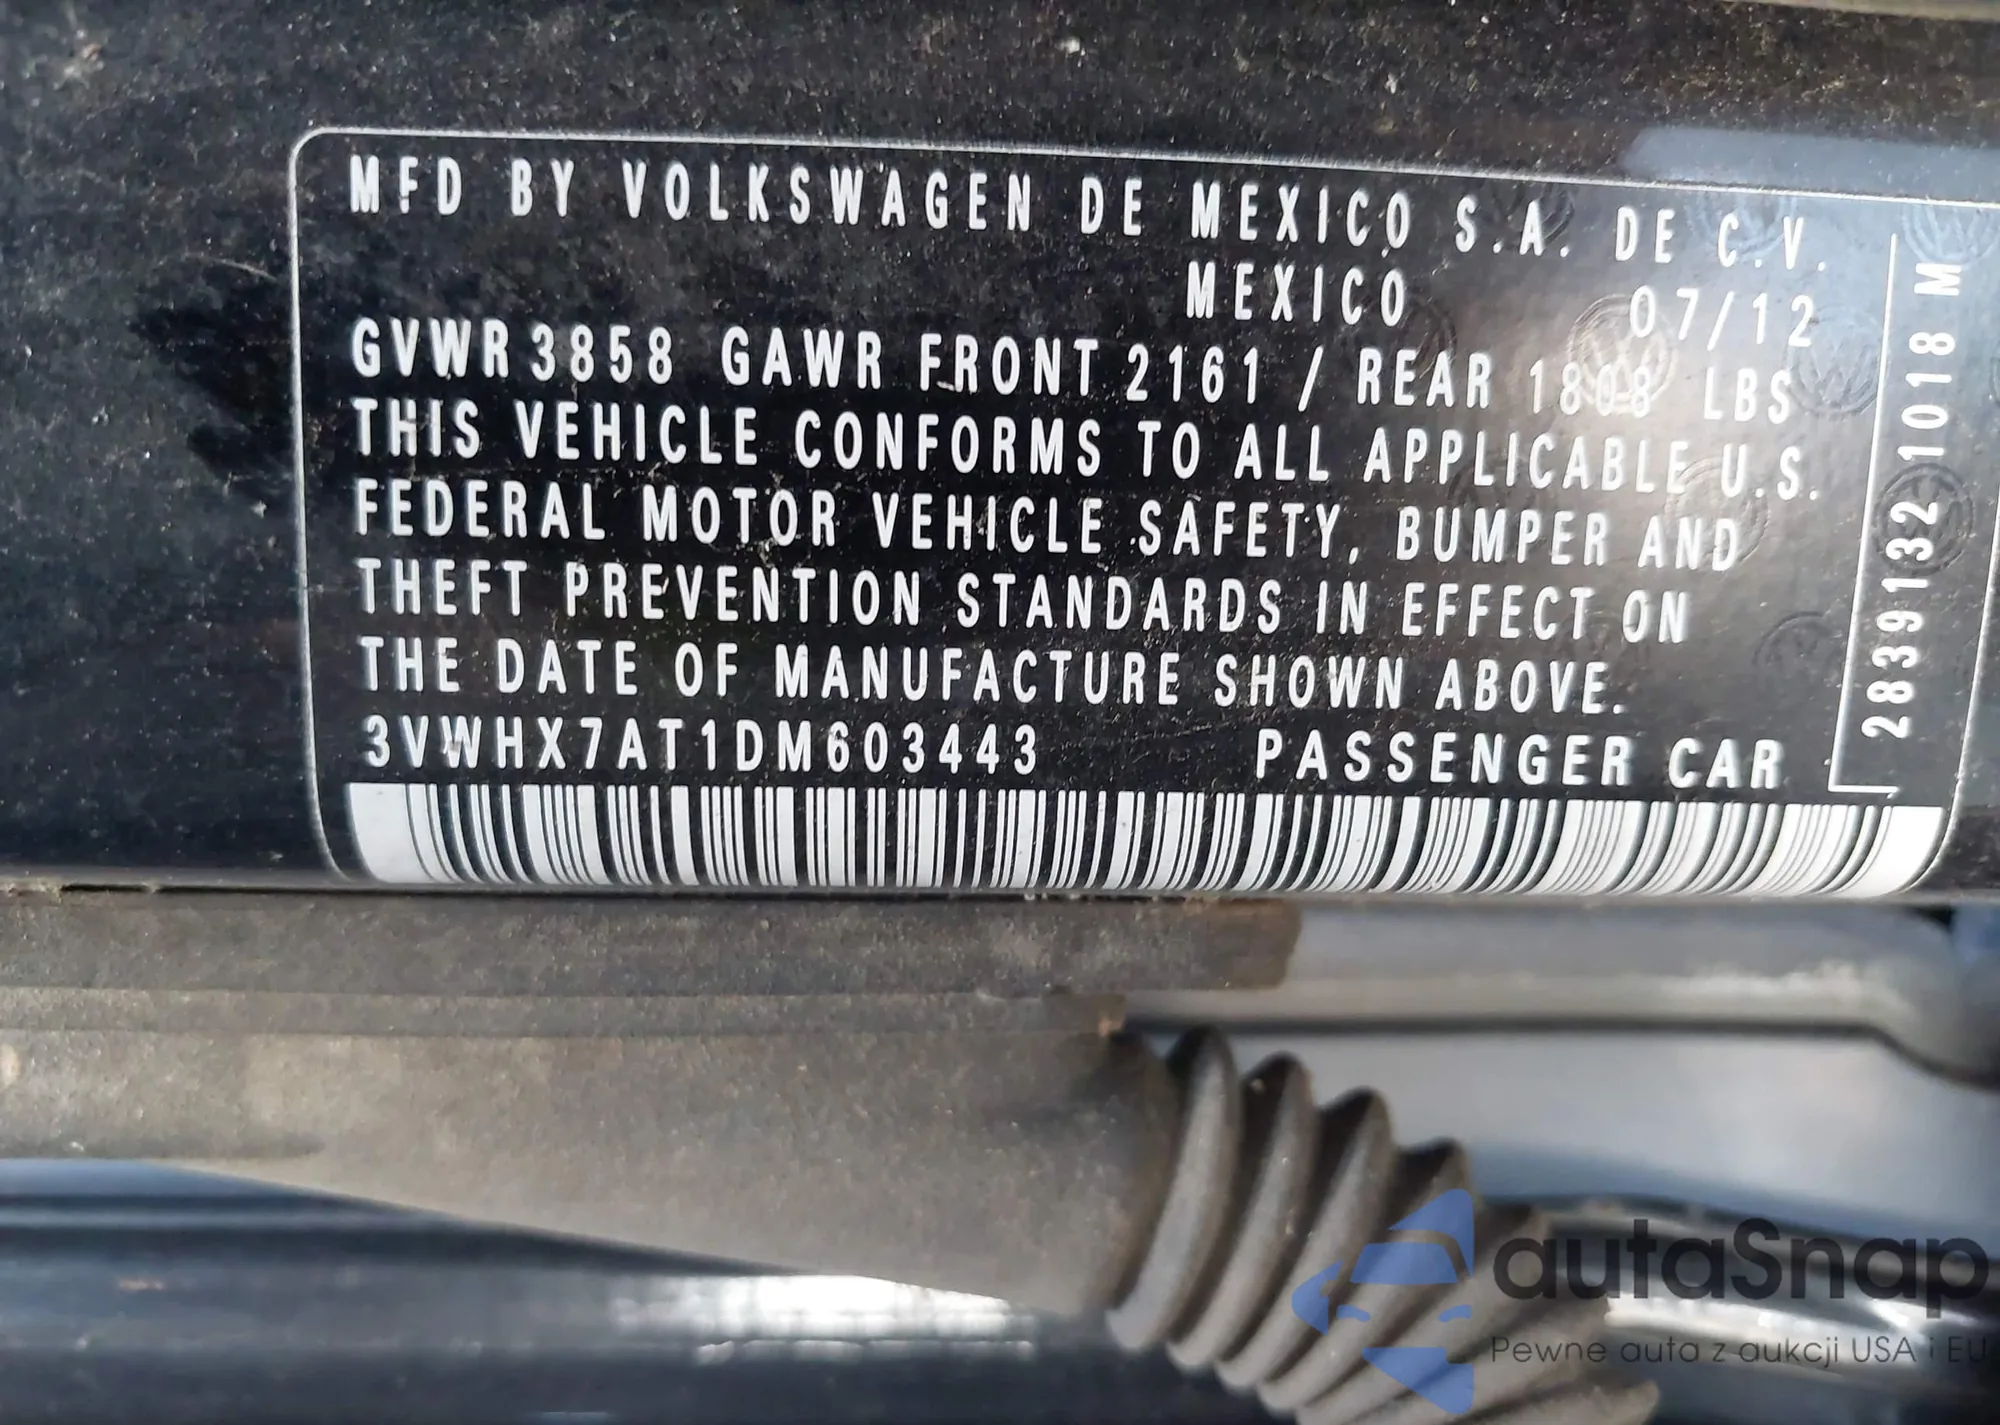 MFD BY VOLKSWAGEN DE MEXICO S.A. DE C.V.
MEXICO 07/12
GVWR 3858 GAWR FRONT 2161 / REAR 1808 LBS
THIS VEHICLE CONFORMS TO ALL APPLICABLE U.S.
FEDERAL MOTOR VEHICLE SAFETY, BUMPER AND
THEFT PREVENTION STANDARDS IN EFFECT ON
THE DATE OF MANUFACTURE SHOWN ABOVE.
3VWHX7AT1DM603443 PASSENGER CAR
2839132 1018 M
autaSnap
Pewne auta z aukcji USA i EU